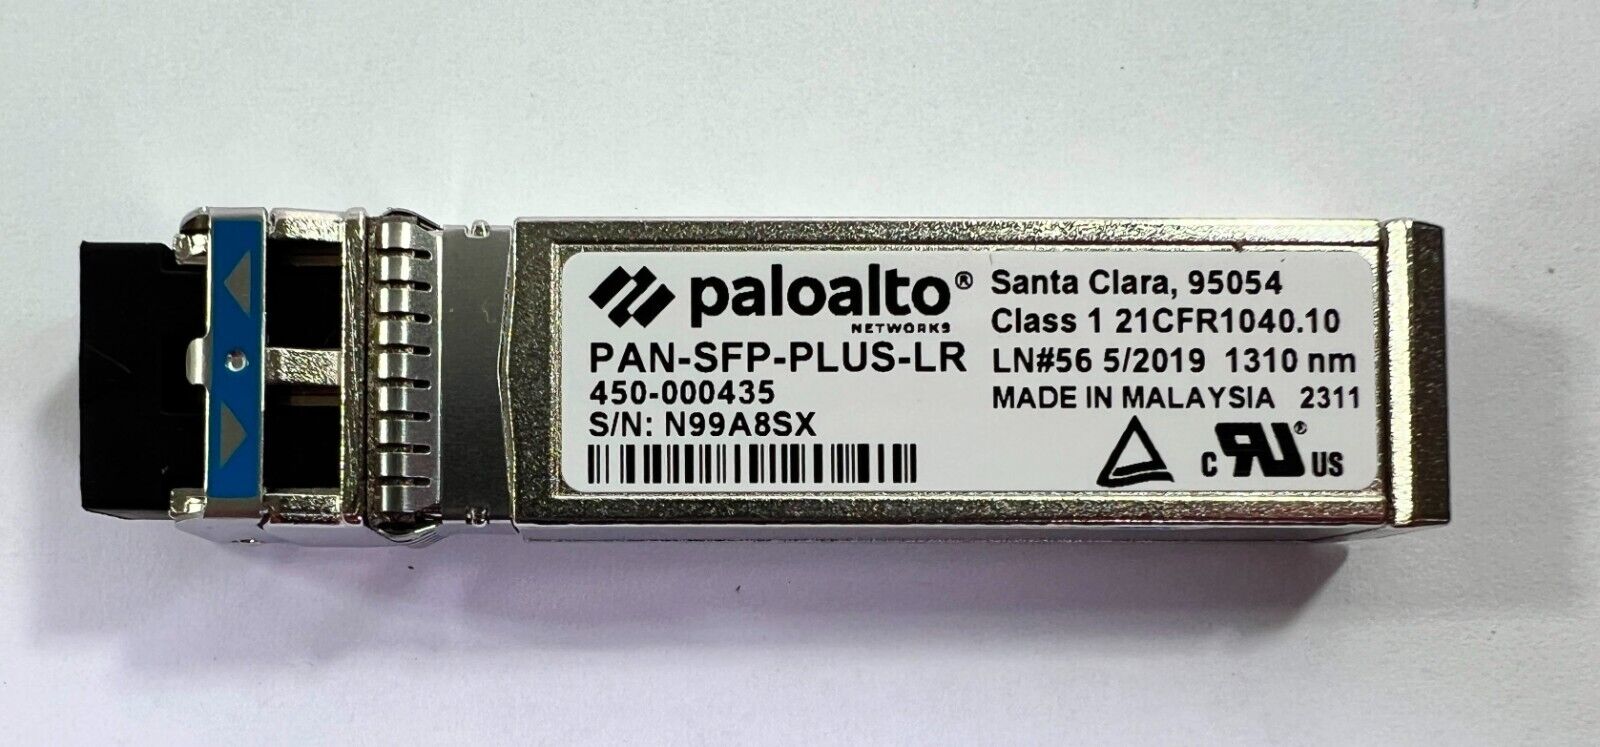 paloalto®
NETWORKS
PAN-SFP-PLUS-LR
450-000435
S/N: N99A8SX
Santa Clara, 95054
Class 1 21CFR1040.10
LN#56 5/2019 1310 nm
MADE IN MALAYSIA 2311
C RU® US